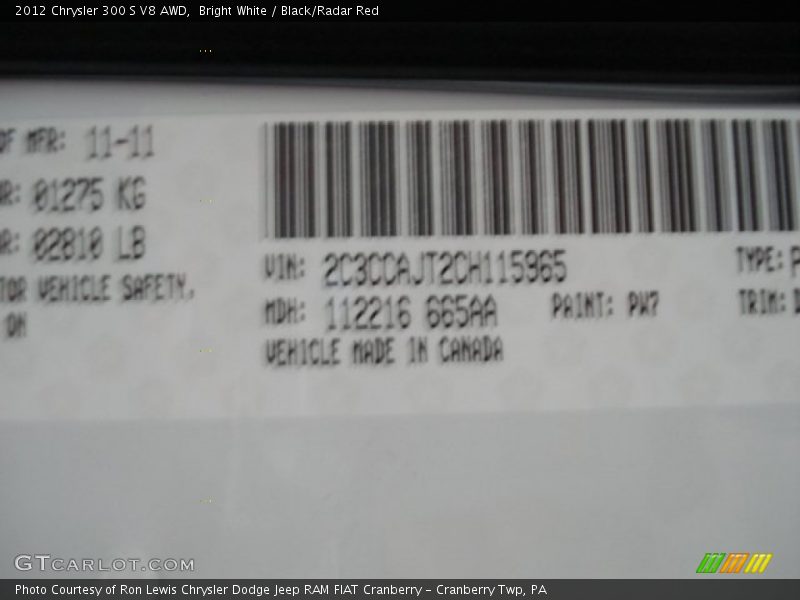 2012 Chrysler 300 S V8 AWD,  Bright White / Black/Radar Red
OF MFR: 11-11
R: 01275 KG
R: 02810 LB
TOR VEHICLE SAFETY,
ON
VIN: 2C3CCAJT2CH115965
TYPE: P
MDH: 112216 665AA PAINT: PW7
TRIM:
VEHICLE MADE IN CANADA
GTCARLOT.COM
Photo Courtesy of Ron Lewis Chrysler Dodge Jeep RAM FIAT Cranberry – Cranberry Twp, PA